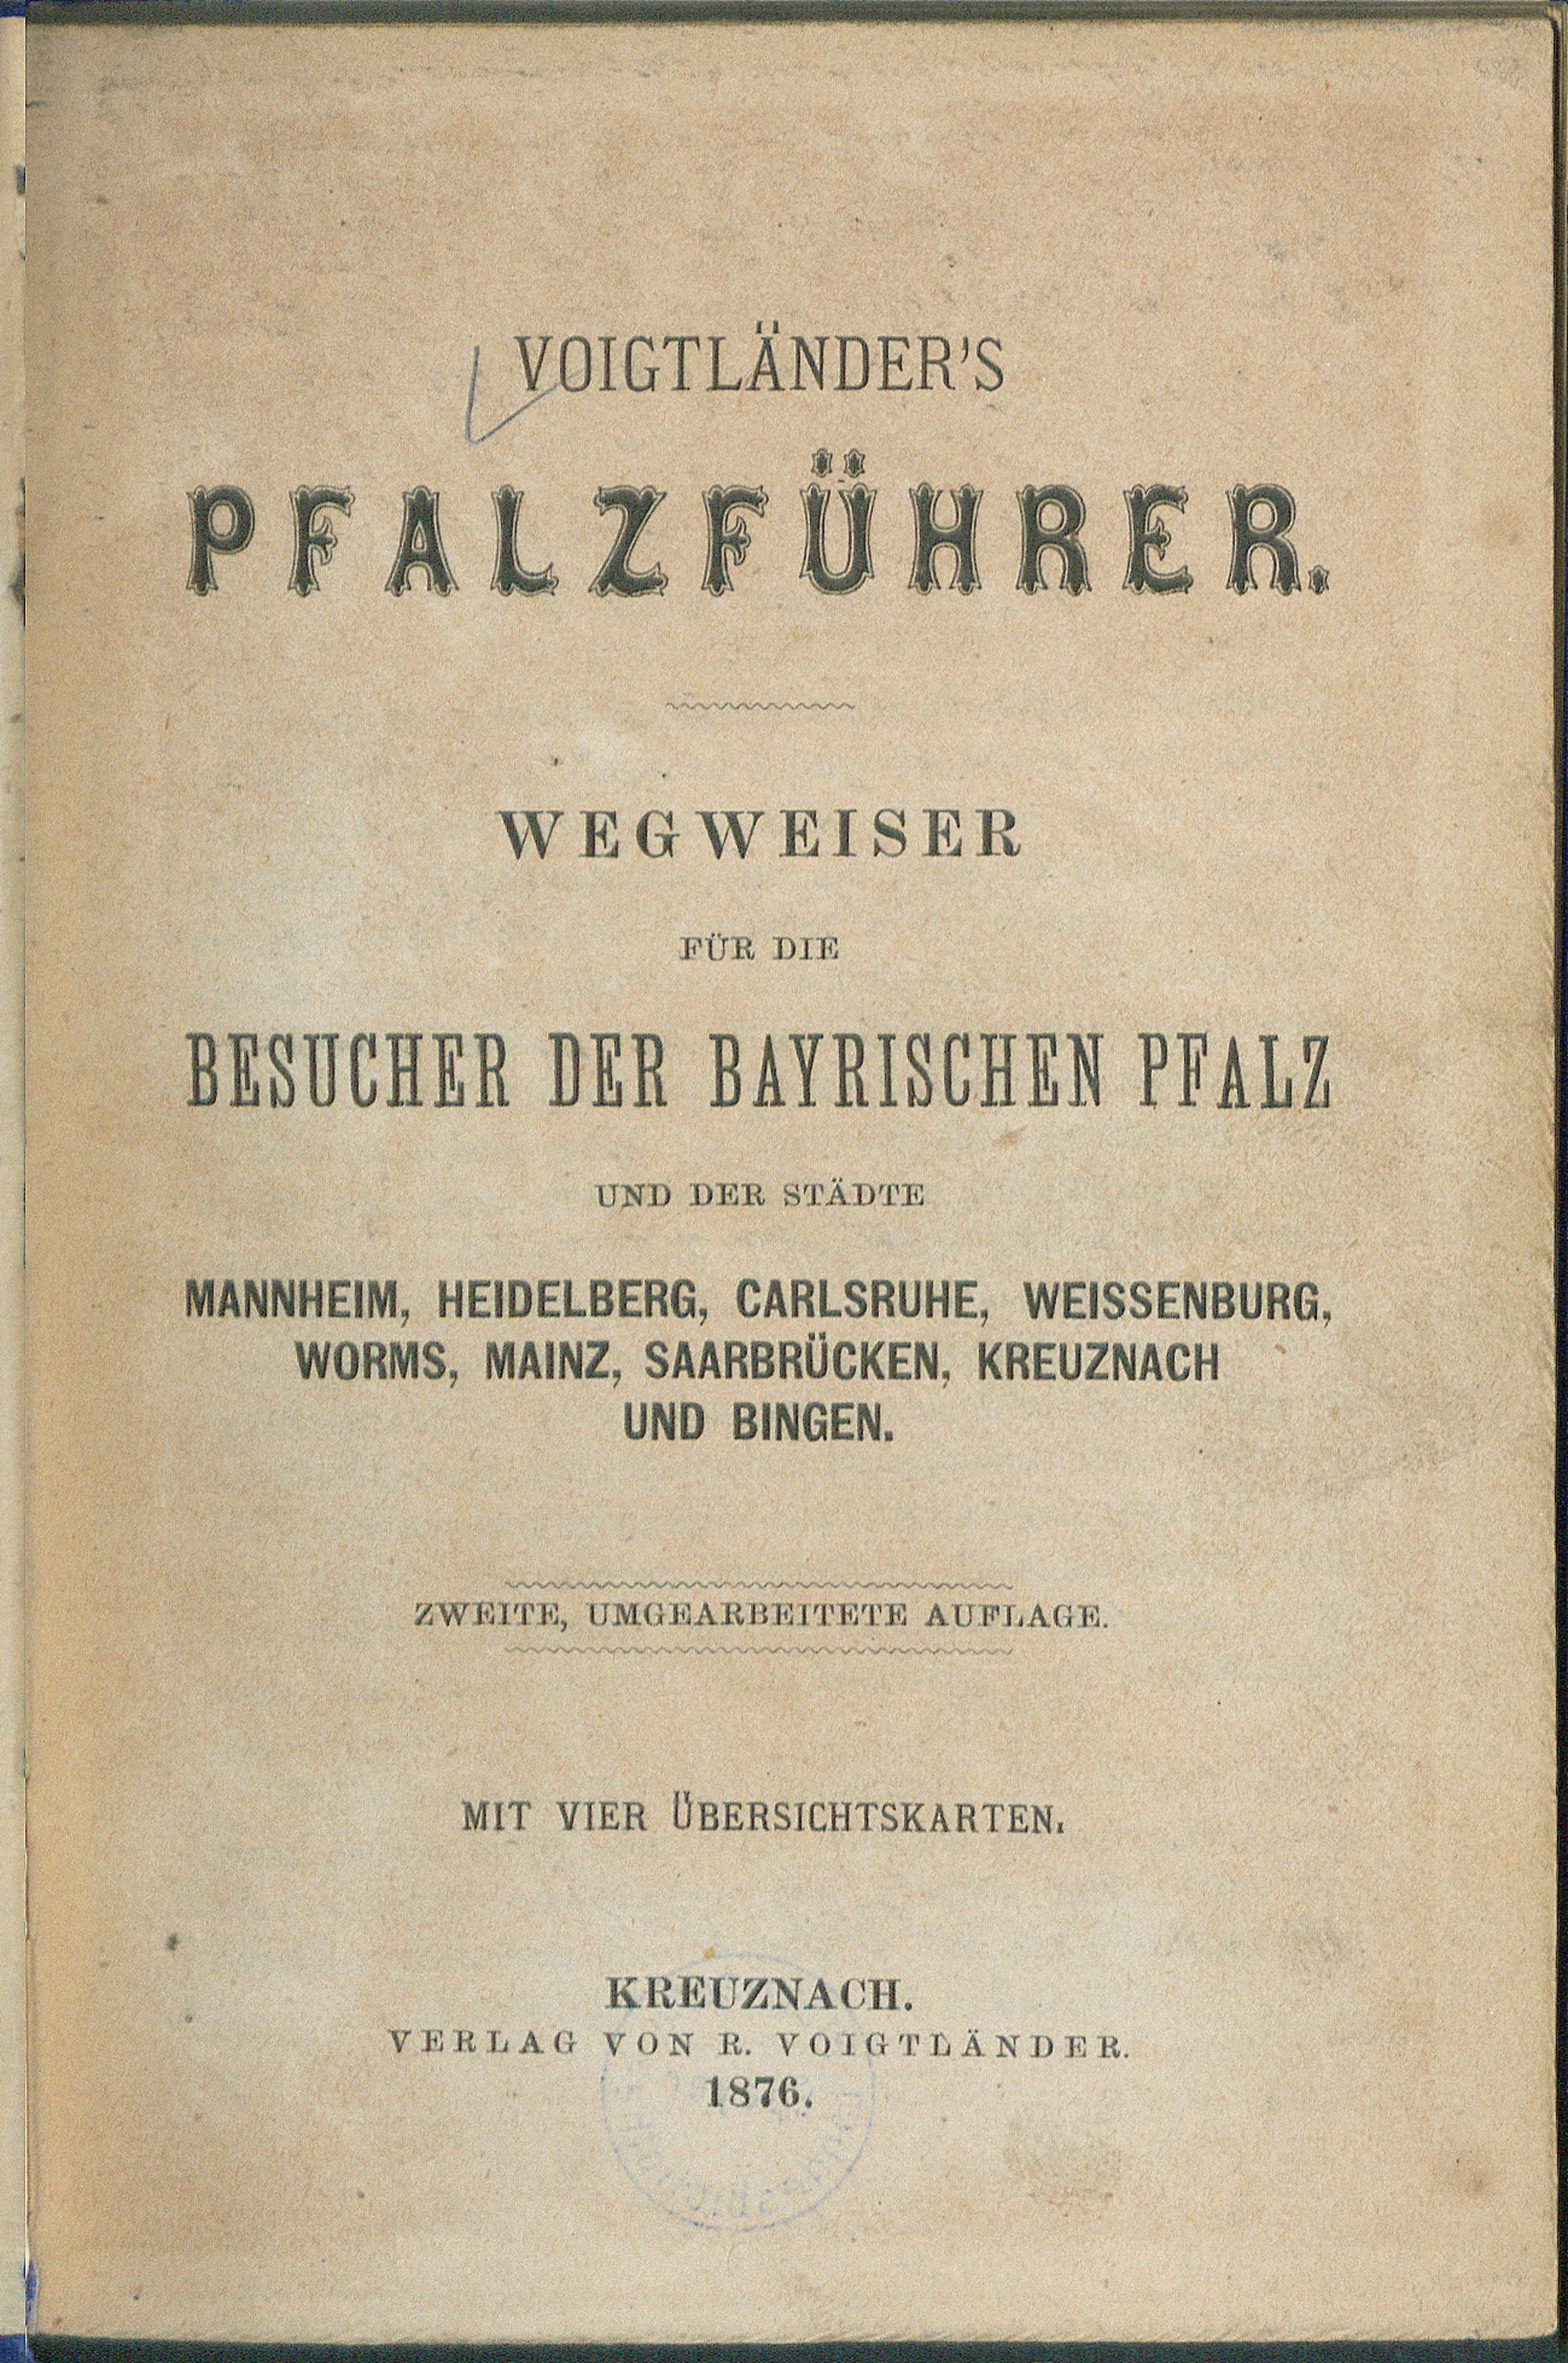 VOIGTLÄNDER'S
PFALZFÜHRER.
WEGWEISER
FÜR DIE
BESUCHER DER BAYRISCHEN PFALZ
UND DER STÄDTE
MANNHEIM, HEIDELBERG, CARLSRUHE, WEISSENBURG,
WORMS, MAINZ, SAARBRÜCKEN, KREUZNACH
UND BINGEN.
ZWEITE, UMGEARBEITETE AUFLAGE.
MIT VIER ÜBERSICHTSKARTEN.
KREUZNACH.
VERLAG VON R. VOIGTLÄNDER.
1876.